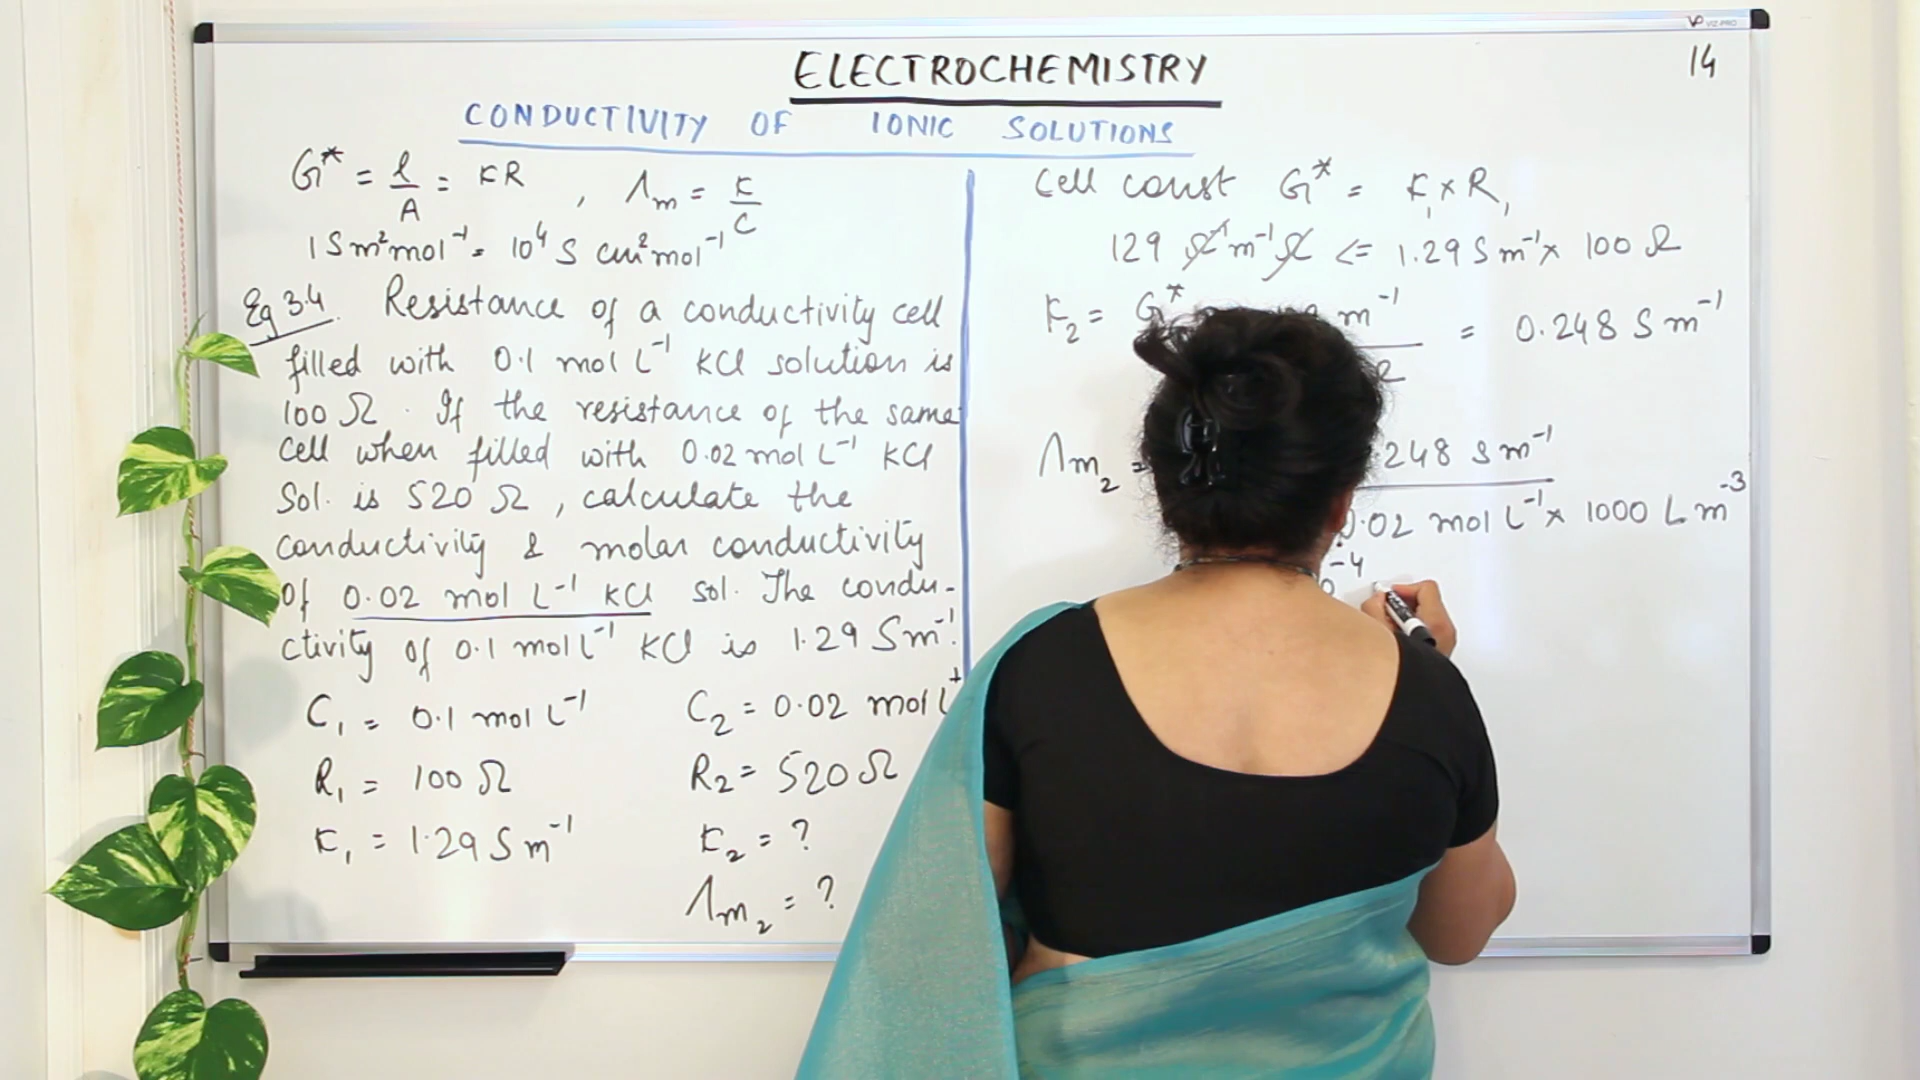 VIZ-PRO
14
ELECTROCHEMISTRY
CONDUCTIVITY OF IONIC SOLUTIONS
G* = l/A = κR , Λm = κ/C
1 S m² mol⁻¹ = 10⁴ S cm² mol⁻¹
Eg 3.4. Resistance of a conductivity cell
filled with 0.1 mol L⁻¹ KCl solution is
100 Ω . If the resistance of the same
cell when filled with 0.02 mol L⁻¹ KCl
Sol. is 520 Ω , calculate the
conductivity & molar conductivity
of 0.02 mol L⁻¹ KCl sol. The condu-
ctivity of 0.1 mol L⁻¹ KCl is 1.29 S m⁻¹.
C₁ = 0.1 mol L⁻¹
R₁ = 100 Ω
κ₁ = 1.29 S m⁻¹
C₂ = 0.02 mol L
R₂ = 520 Ω
κ₂ = ?
Λm₂ = ?
Cell const G* = κ₁ × R₁
129 Ω⁻¹ m⁻¹ Ω <= 1.29 S m⁻¹ × 100 Ω
κ₂ = G* m⁻¹ = 0.248 S m⁻¹
Λm₂ = .248 S m⁻¹
0.02 mol L⁻¹ × 1000 L m⁻³
⁻⁴